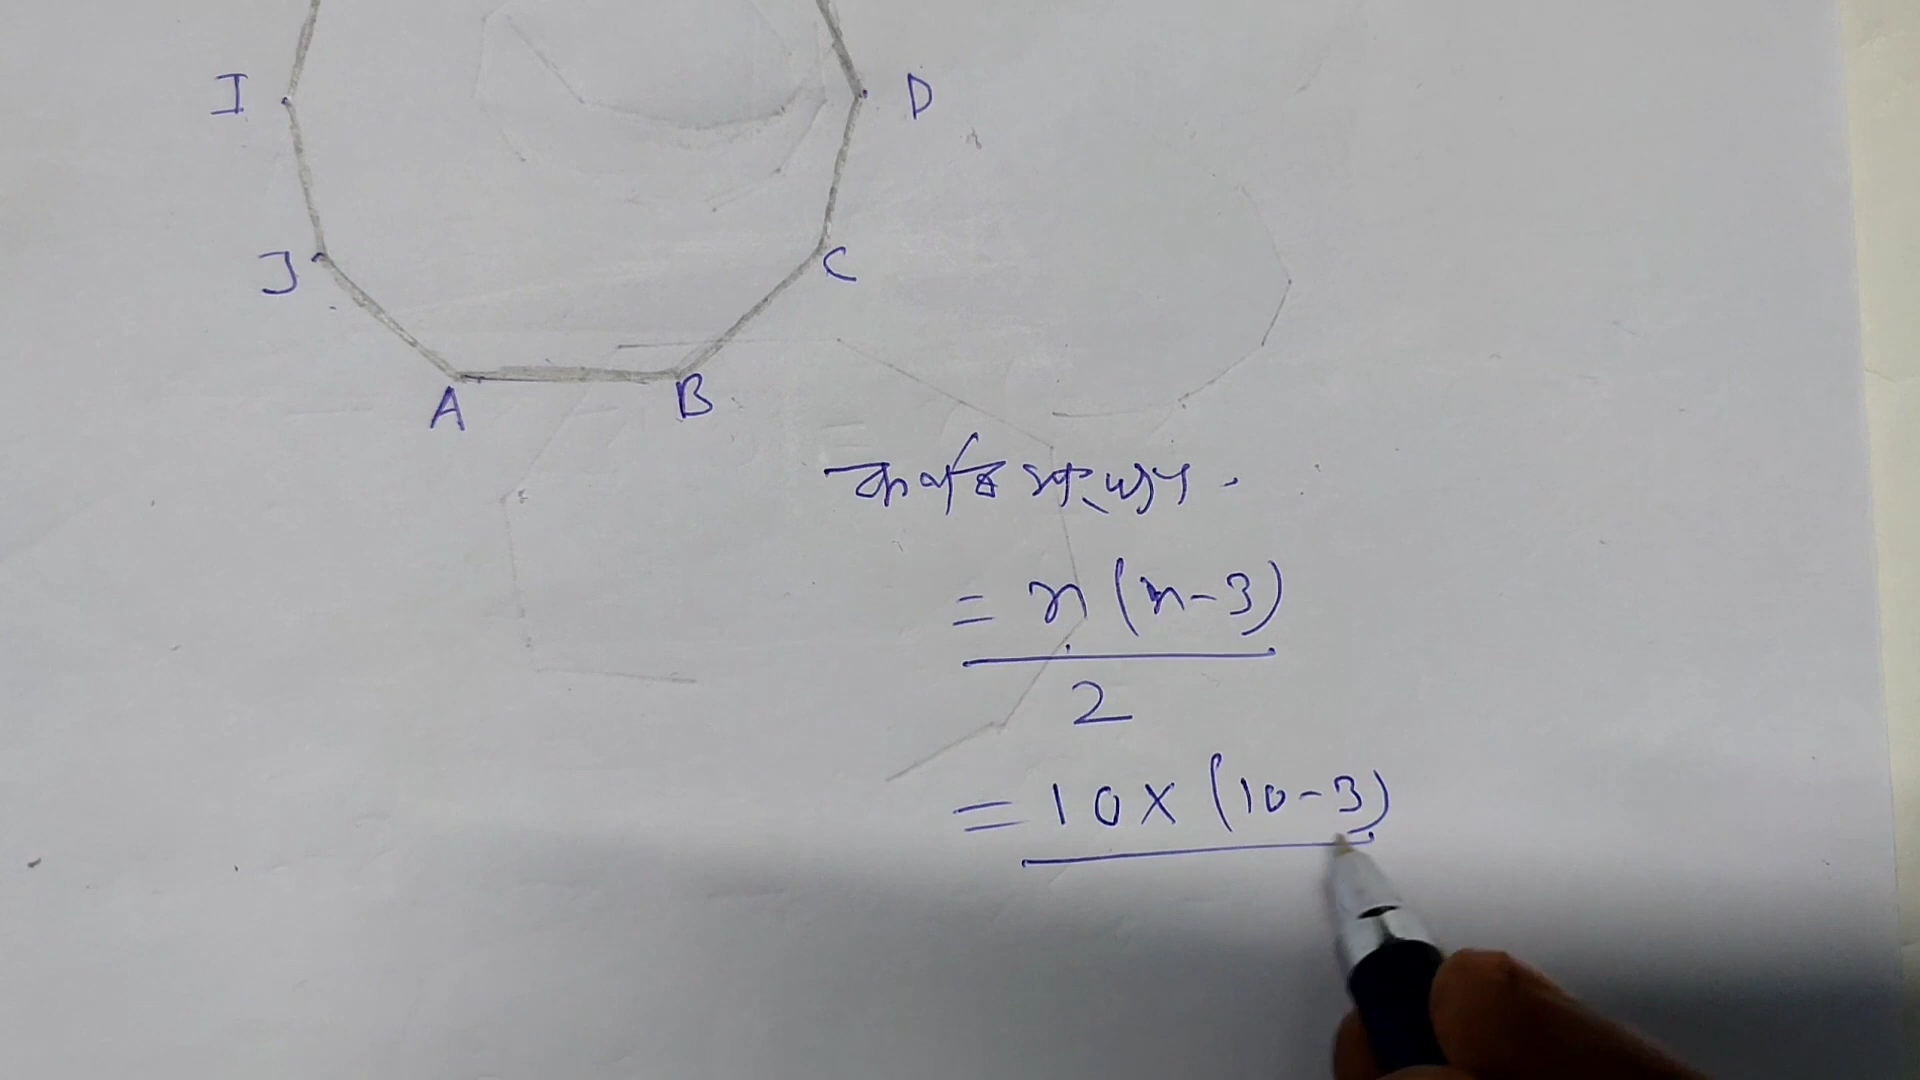 I
D
J
C
A
B
কর্ণের সংখ্যা -
= n (n-3)
2
= 10 x (10-3)